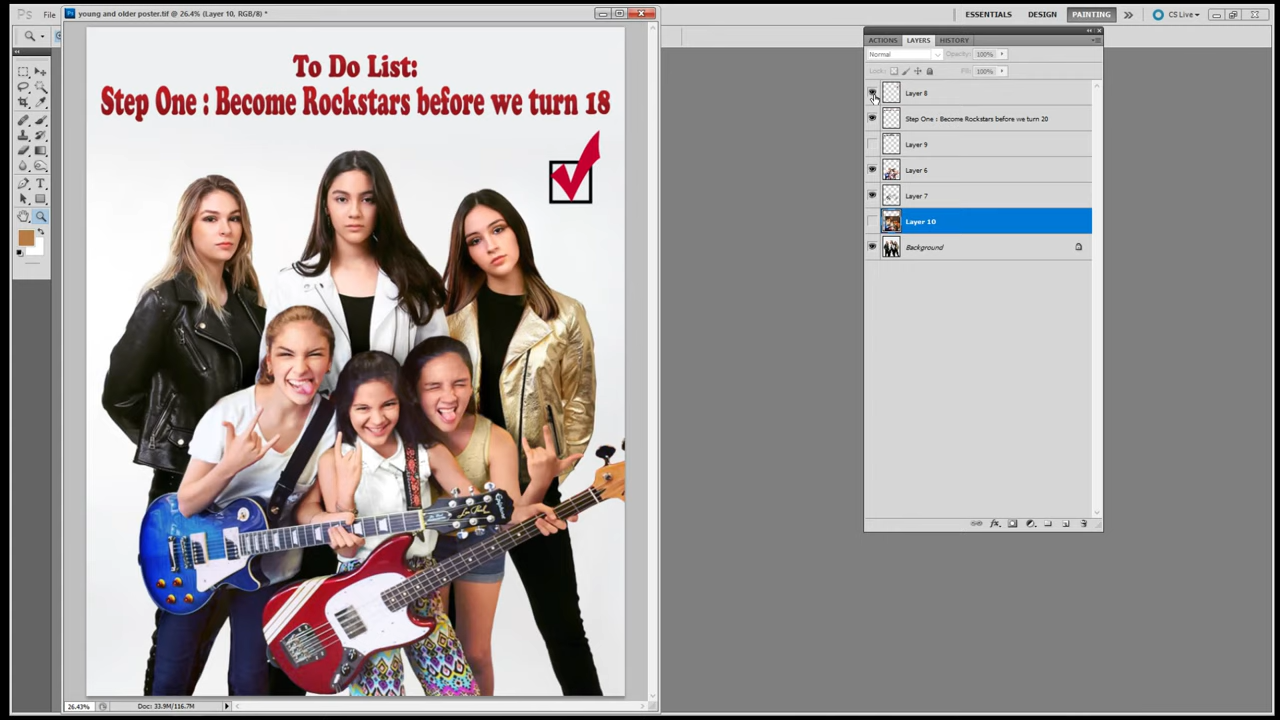 Ps File
young and older poster.tif @ 26.4% (Layer 10, RGB/8) *
ESSENTIALS DESIGN PAINTING CS Live
ACTIONS LAYERS HISTORY
Normal Opacity: 100%
Lock: Fill: 100%
Layer 8
Step One : Become Rockstars before we turn 20
Layer 9
Layer 6
Layer 7
Layer 10
Background
To Do List:
Step One : Become Rockstars before we turn 18
Epiphone
26.43% Doc: 33.9M/116.7M